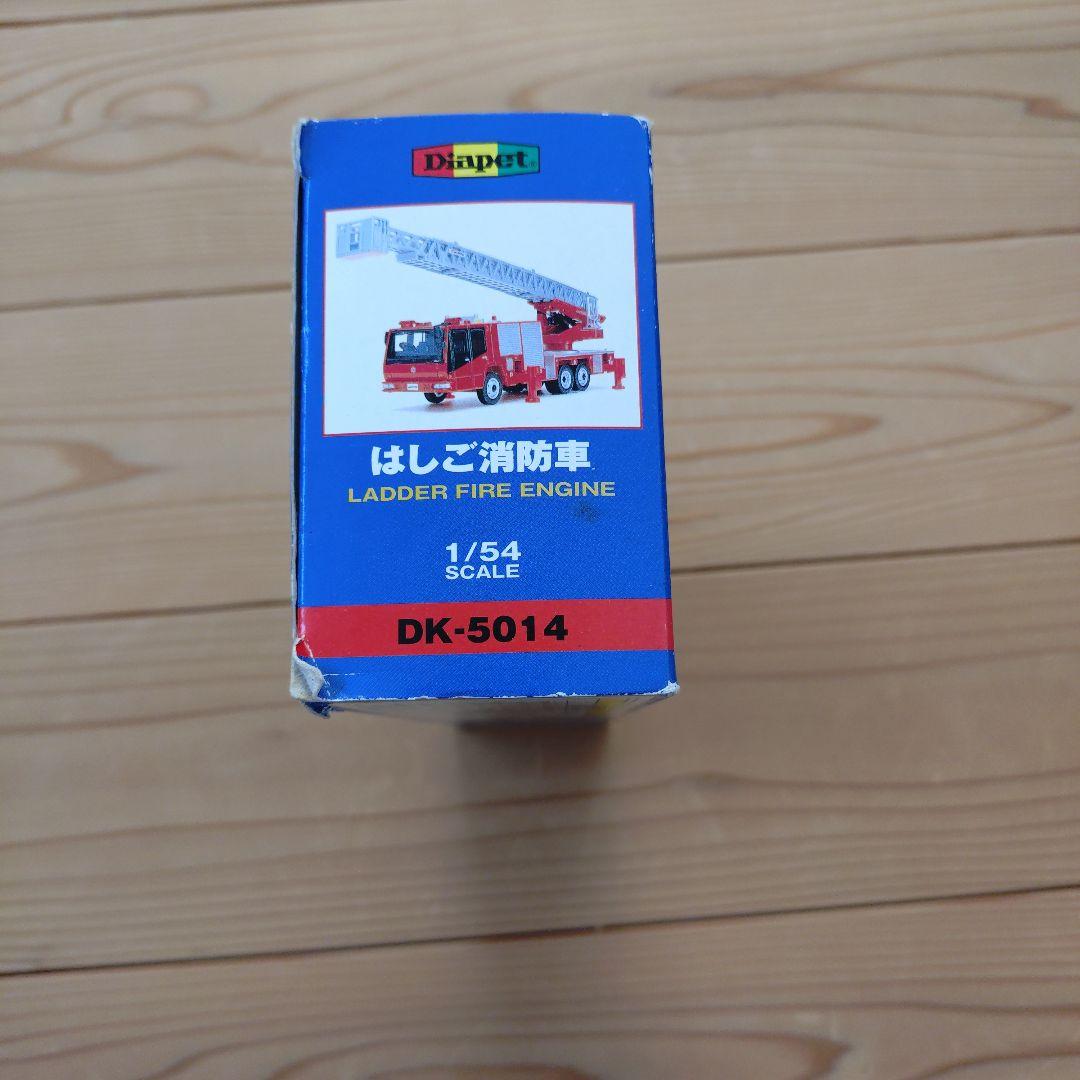 Diapet®
はしご消防車
LADDER FIRE ENGINE
1/54
SCALE
DK-5014